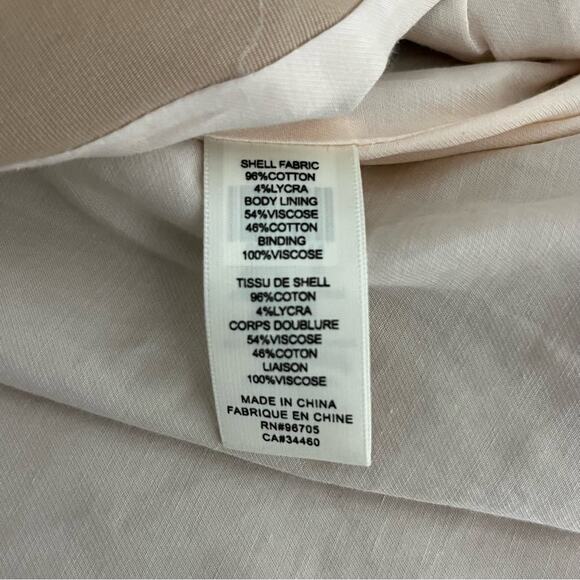 SHELL FABRIC
96%COTTON
4%LYCRA
BODY LINING
54%VISCOSE
46%COTTON
BINDING
100%VISCOSE
TISSU DE SHELL
96%COTON
4%LYCRA
CORPS DOUBLURE
54%VISCOSE
46%COTON
LIAISON
100%VISCOSE
MADE IN CHINA
FABRIQUE EN CHINE
RN#96705
CA#34460